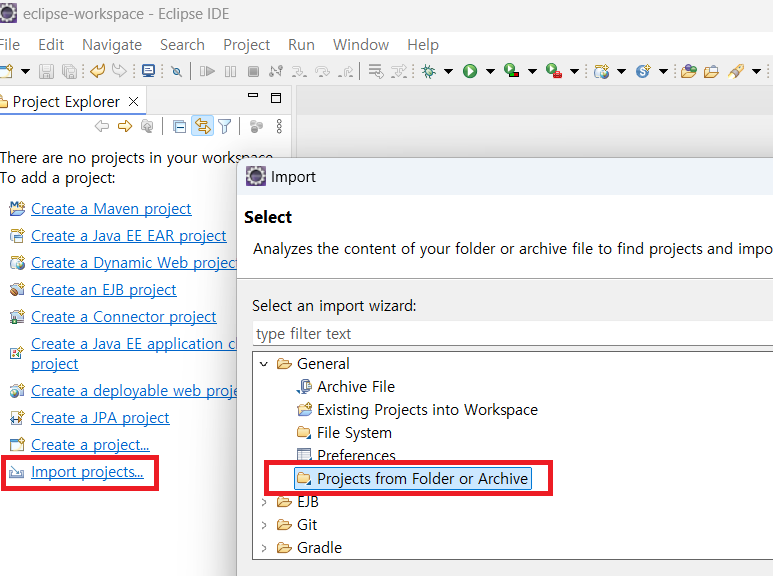 eclipse-workspace - Eclipse IDE
File Edit Navigate Search Project Run Window Help
Project Explorer
There are no projects in your workspace.
To add a project:
Create a Maven project
Create a Java EE EAR project
Create a Dynamic Web project
Create an EJB project
Create a Connector project
Create a Java EE application cl
project
Create a deployable web proje
Create a JPA project
Create a project...
Import projects...
Import
Select
Analyzes the content of your folder or archive file to find projects and impo
Select an import wizard:
type filter text
General
Archive File
Existing Projects into Workspace
File System
Preferences
Projects from Folder or Archive
EJB
Git
Gradle